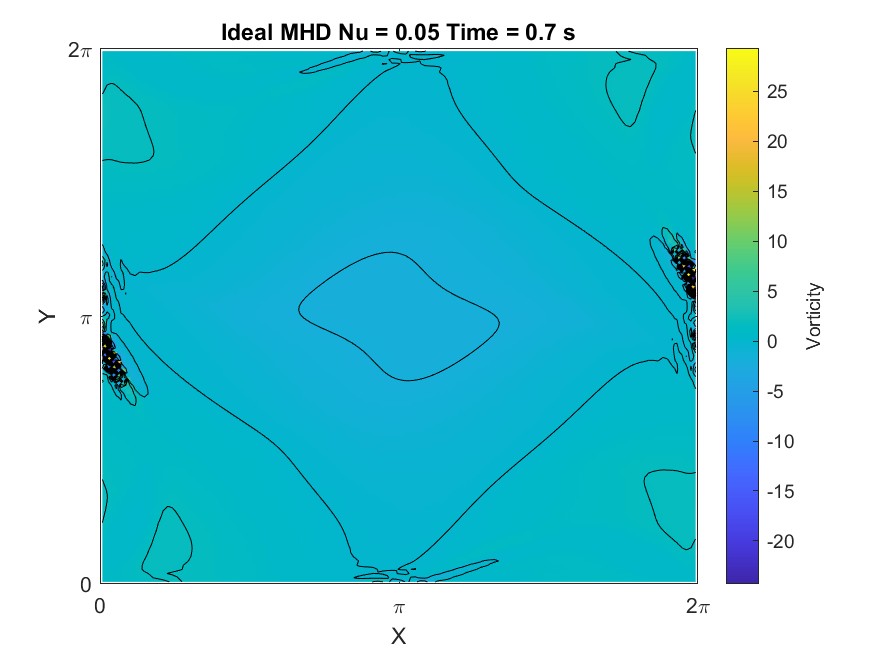 Ideal MHD Nu = 0.05 Time = 0.7 s
2π
π
0
Y
0 π 2π
X
25
20
15
10
5
0
-5
-10
-15
-20
Vorticity